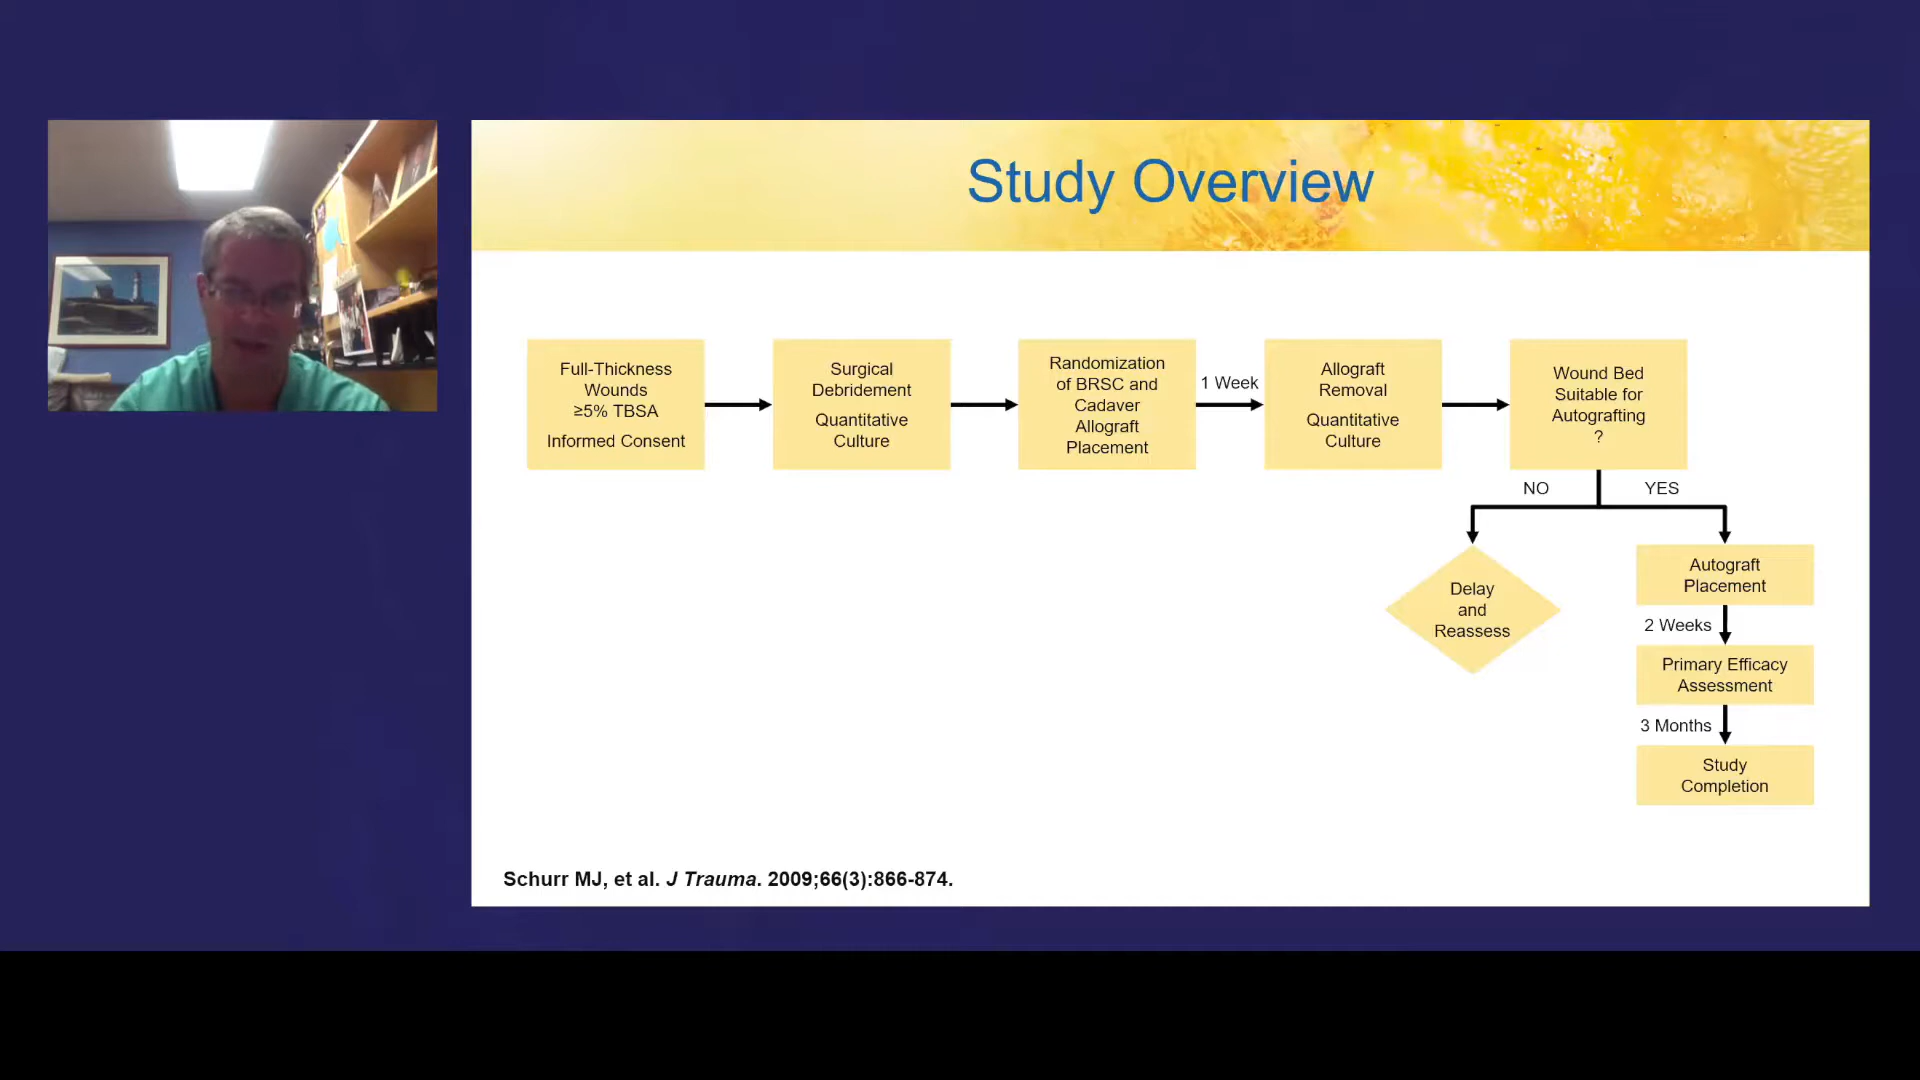 Study Overview
Full-Thickness
Wounds
≥5% TBSA
Informed Consent
Surgical
Debridement
Quantitative
Culture
Randomization
of BRSC and
Cadaver
Allograft
Placement
1 Week
Allograft
Removal
Quantitative
Culture
Wound Bed
Suitable for
Autografting
?
NO
YES
Delay
and
Reassess
Autograft
Placement
2 Weeks
Primary Efficacy
Assessment
3 Months
Study
Completion
Schurr MJ, et al. J Trauma. 2009;66(3):866-874.